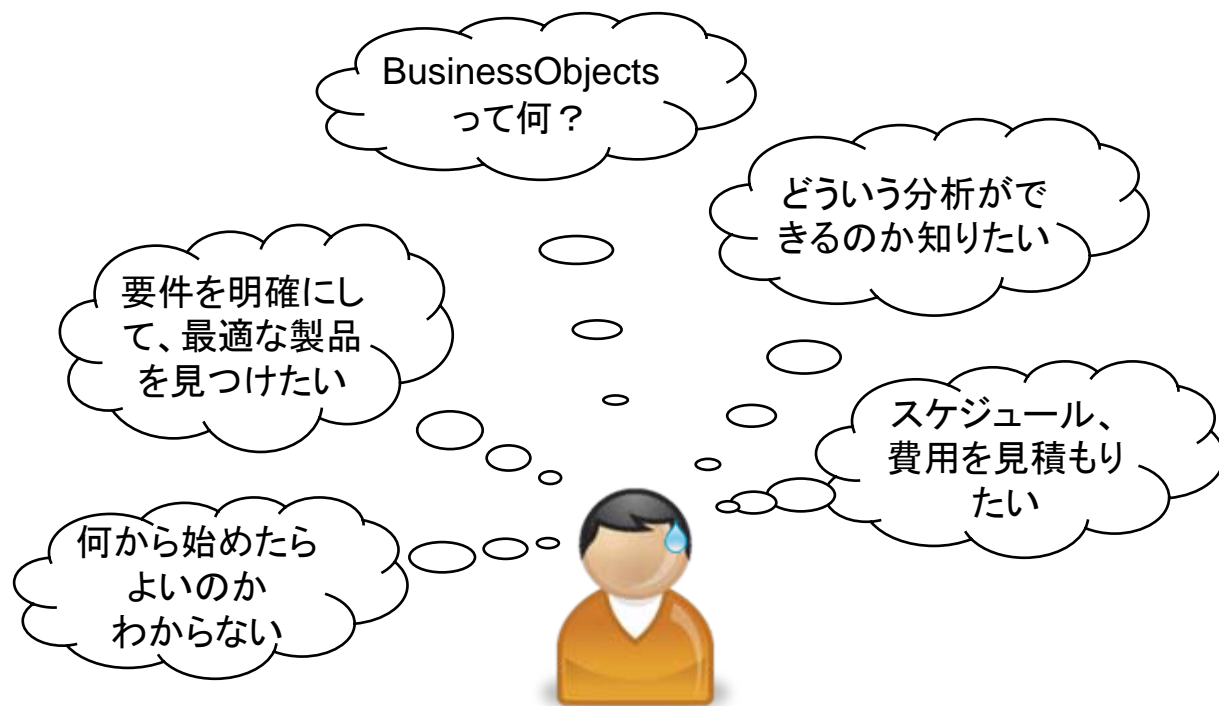 BusinessObjects
って何？
どういう分析がで
きるのか知りたい
要件を明確にし
て、最適な製品
を見つけたい
スケジュール、
費用を見積もり
たい
何から始めたら
よいのか
わからない